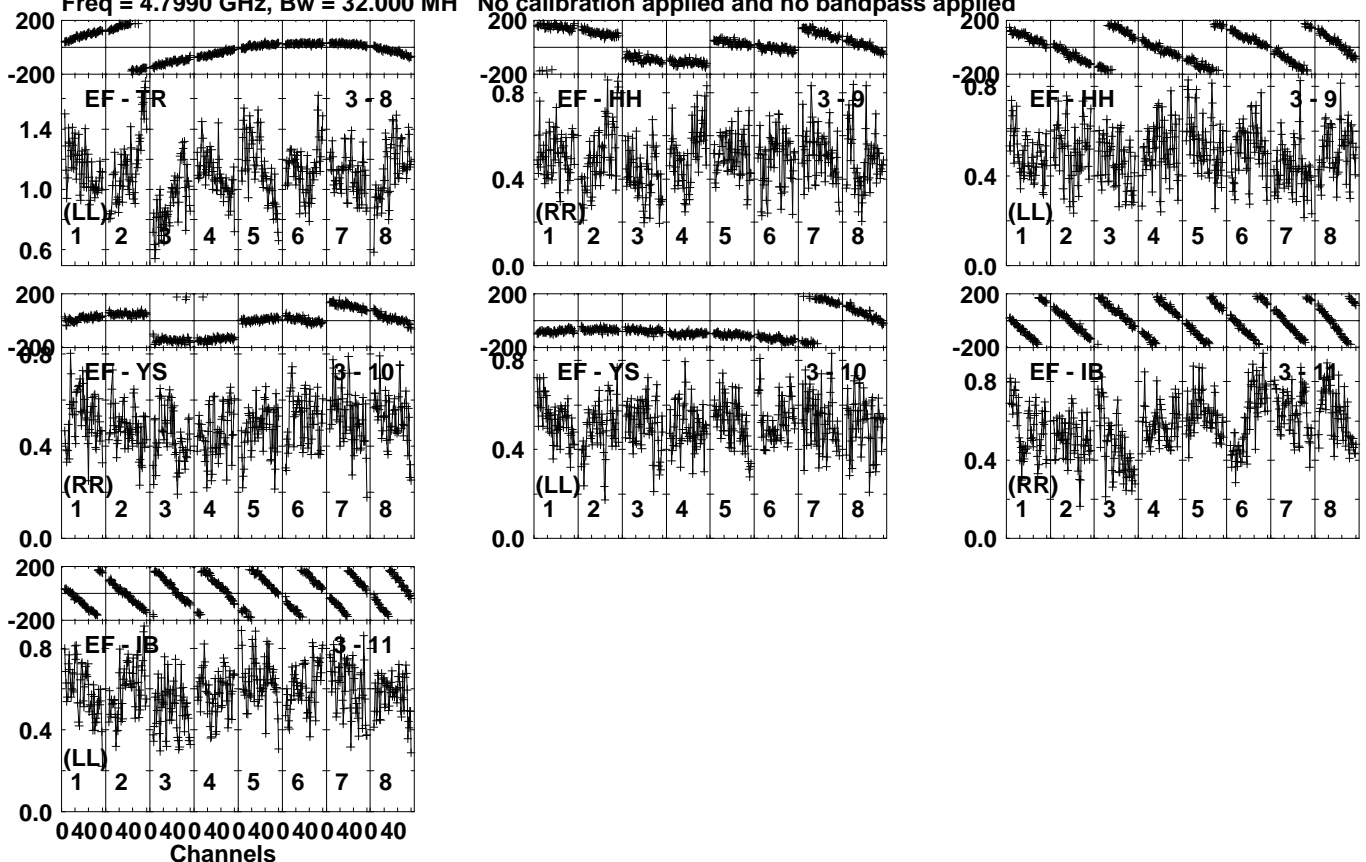 Freq = 4.7990 GHz, Bw = 32.000 MH No calibration applied and no bandpass applied
200
-200
EF - TR 3 - 8
1.4
1.0
0.6
(LL)
1 2 3 4 5 6 7 8
200
-200
0.8
EF - HH 3 - 9
0.4
(RR)
0.0
1 2 3 4 5 6 7 8
200
-200
0.8
EF - HH 3 - 9
0.4
(LL)
0.0
1 2 3 4 5 6 7 8
200
-200
0.8
EF - YS 3 - 10
0.4
(RR)
0.0
1 2 3 4 5 6 7 8
200
-200
0.8
EF - YS 3 - 10
0.4
(LL)
0.0
1 2 3 4 5 6 7 8
200
-200
0.8
EF - IB 3 - 11
0.4
(RR)
0.0
1 2 3 4 5 6 7 8
200
-200
0.8
EF - IB 3 - 11
0.4
(LL)
0.0
1 2 3 4 5 6 7 8
0 40 0 40 0 40 0 40 0 40 0 40 0 40 0 40
Channels